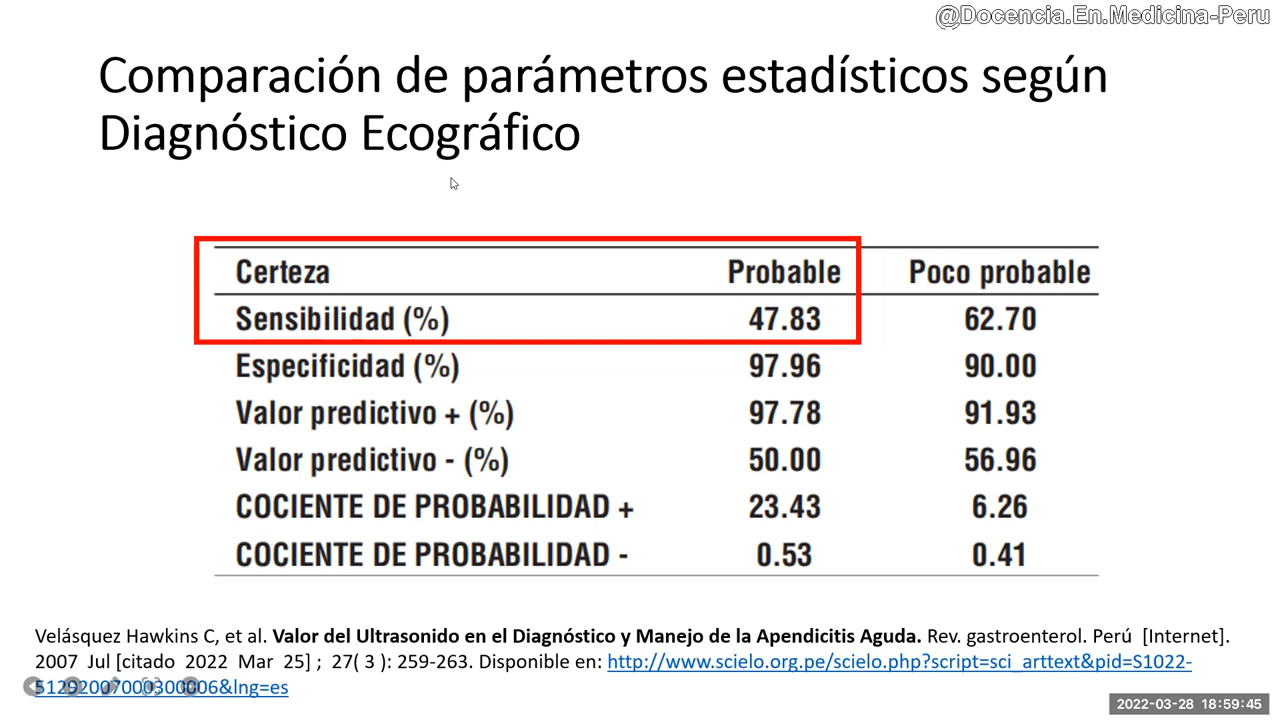 @Docencia.En.Medicina-Peru
Comparación de parámetros estadísticos según
Diagnóstico Ecográfico
Certeza Probable Poco probable
Sensibilidad (%) 47.83 62.70
Especificidad (%) 97.96 90.00
Valor predictivo + (%) 97.78 91.93
Valor predictivo - (%) 50.00 56.96
COCIENTE DE PROBABILIDAD + 23.43 6.26
COCIENTE DE PROBABILIDAD - 0.53 0.41
Velásquez Hawkins C, et al. Valor del Ultrasonido en el Diagnóstico y Manejo de la Apendicitis Aguda. Rev. gastroenterol. Perú [Internet].
2007 Jul [citado 2022 Mar 25] ; 27( 3 ): 259-263. Disponible en: http://www.scielo.org.pe/scielo.php?script=sci_arttext&pid=S1022-
51292007000300006&lng=es
2022-03-28 18:59:45